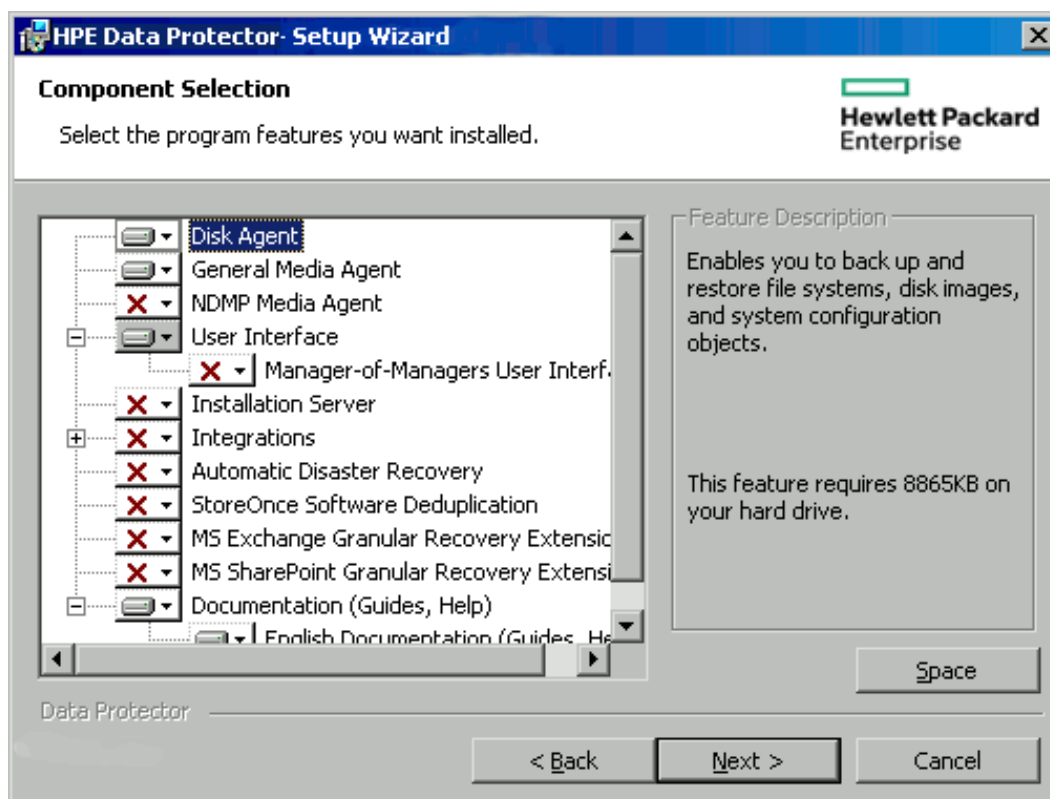 HPE Data Protector- Setup Wizard
Component Selection
Select the program features you want installed.
Hewlett Packard
Enterprise
Disk Agent
General Media Agent
NDMP Media Agent
User Interface
Manager-of-Managers User Interf
Installation Server
Integrations
Automatic Disaster Recovery
StoreOnce Software Deduplication
MS Exchange Granular Recovery Extensic
MS SharePoint Granular Recovery Extensi
Documentation (Guides, Help)
English Documentation (Guides, He
Feature Description
Enables you to back up and
restore file systems, disk images,
and system configuration
objects.
This feature requires 8865KB on
your hard drive.
Space
Data Protector
< Back
Next >
Cancel